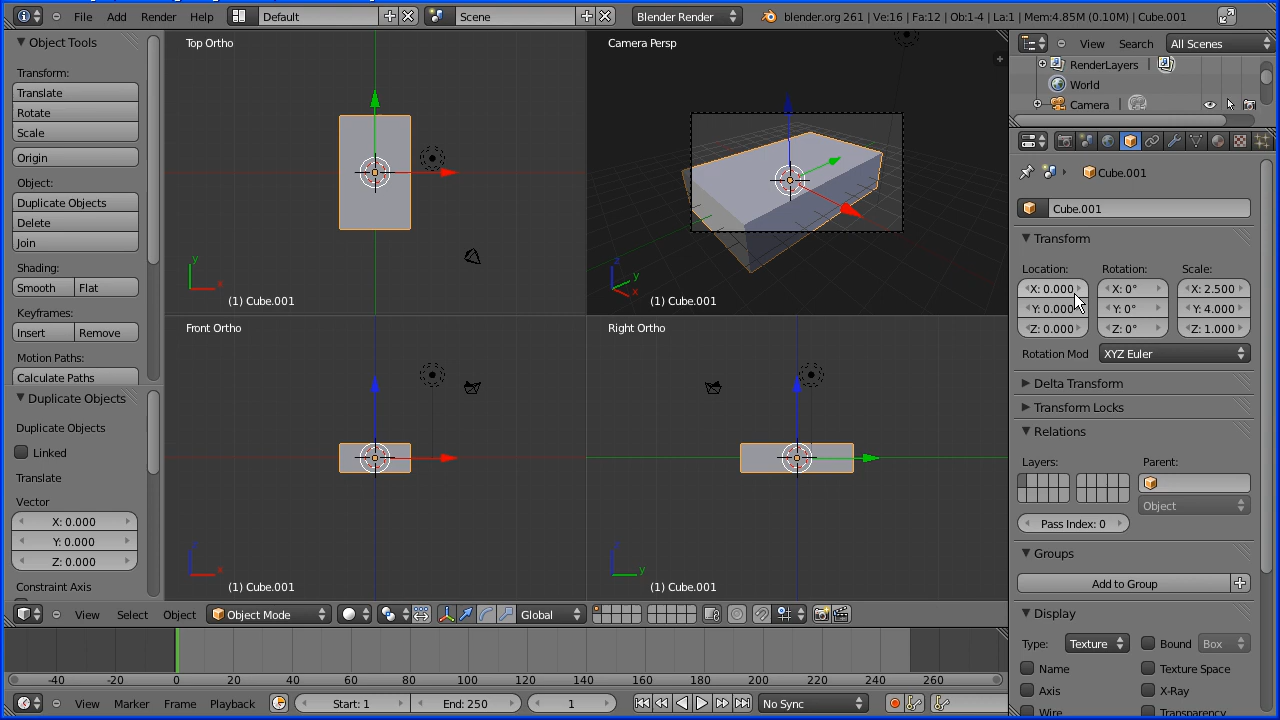 File Add Render Help Default Scene Blender Render blender.org 261 | Ve:16 | Fa:12 | Ob:1-4 | La:1 | Mem:4.85M (0.10M) | Cube.001
Object Tools
Transform:
Translate
Rotate
Scale
Origin
Object:
Duplicate Objects
Delete
Join
Shading:
Smooth Flat
Keyframes:
Insert Remove
Motion Paths:
Calculate Paths
Duplicate Objects
Duplicate Objects
Linked
Translate
Vector
X: 0.000
Y: 0.000
Z: 0.000
Constraint Axis
Top Ortho
y
x
(1) Cube.001
Camera Persp
z
y
x
(1) Cube.001
Front Ortho
x
(1) Cube.001
Right Ortho
y
(1) Cube.001
View Select Object Object Mode Global
-40 -20 0 20 40 60 80 100 120 140 160 180 200 220 240 260
View Marker Frame Playback Start: 1 End: 250 1 No Sync
View Search All Scenes
RenderLayers
World
Camera
Cube.001
Cube.001
Transform
Location: Rotation: Scale:
X: 0.000 X: 0° X: 2.500
Y: 0.000 Y: 0° Y: 4.000
Z: 0.000 Z: 0° Z: 1.000
Rotation Mod XYZ Euler
Delta Transform
Transform Locks
Relations
Layers: Parent:
Object
Pass Index: 0
Groups
Add to Group
Display
Type: Texture Bound Box
Name Texture Space
Axis X-Ray
Wire Transparency